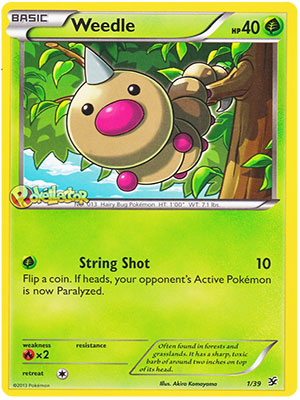 BASIC
Weedle
HP40
Pokellector
NO. 013 Hairy Bug Pokémon. HT. 1'00" WT. 7.1 lbs.
String Shot 10
Flip a coin. If heads, your opponent's Active Pokémon
is now Paralyzed.
weakness
resistance
×2
retreat
Often found in forests and
grasslands. It has a sharp, toxic
barb of around two inches on
top of its head.
©2013 Pokémon
Illus. Akira Komayama
1/39